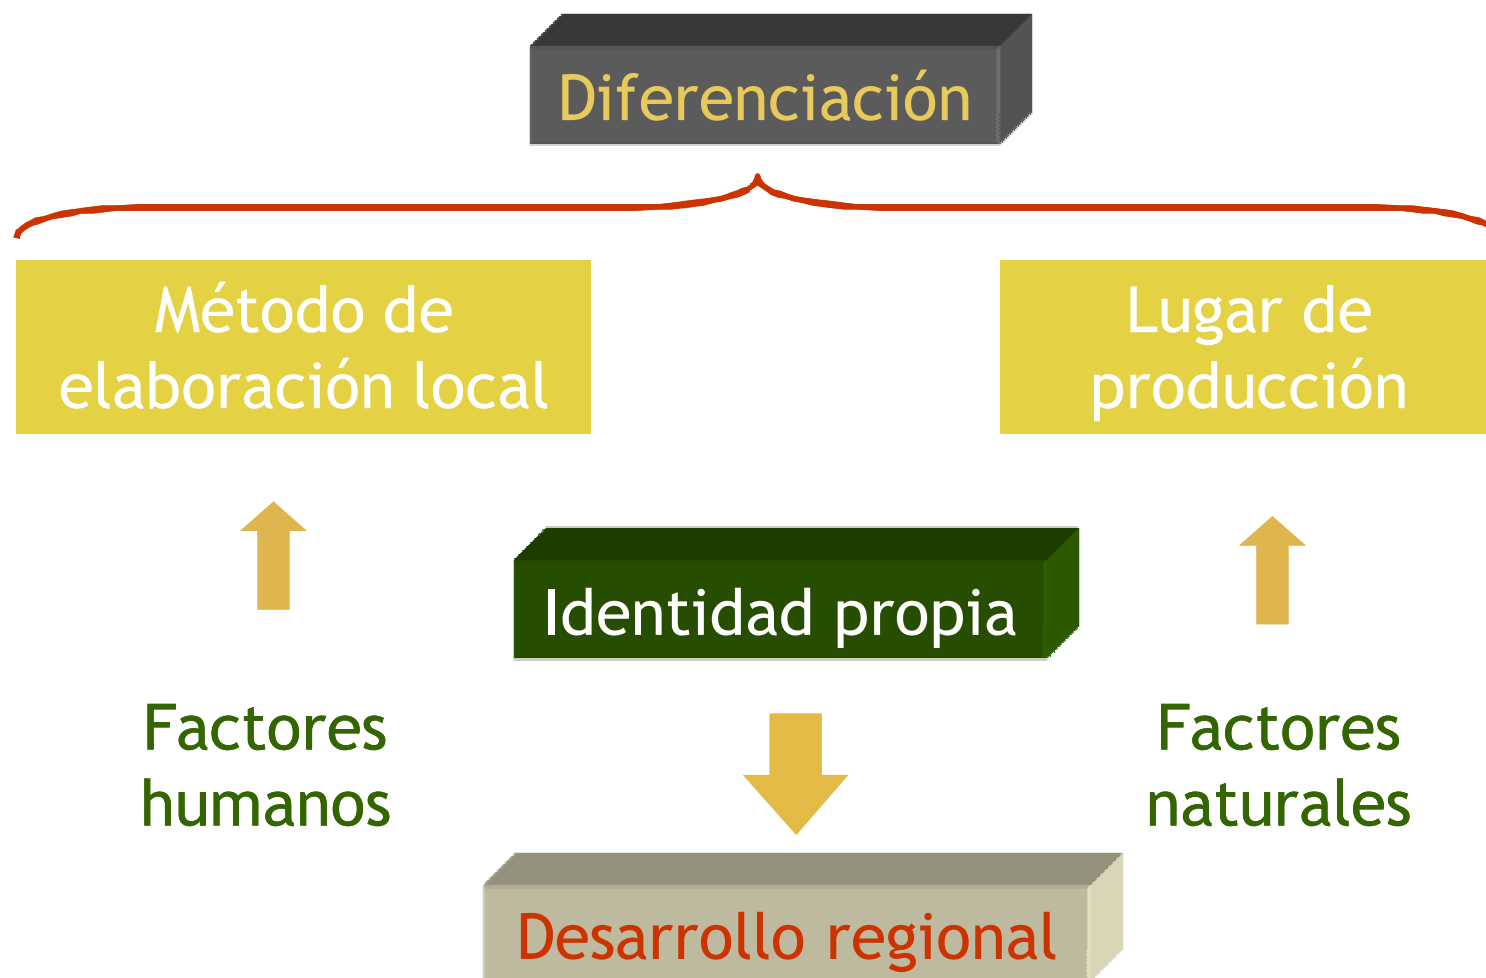 Diferenciación
Método de
elaboración local
Lugar de
producción
Identidad propia
Factores
humanos
Factores
naturales
Desarrollo regional